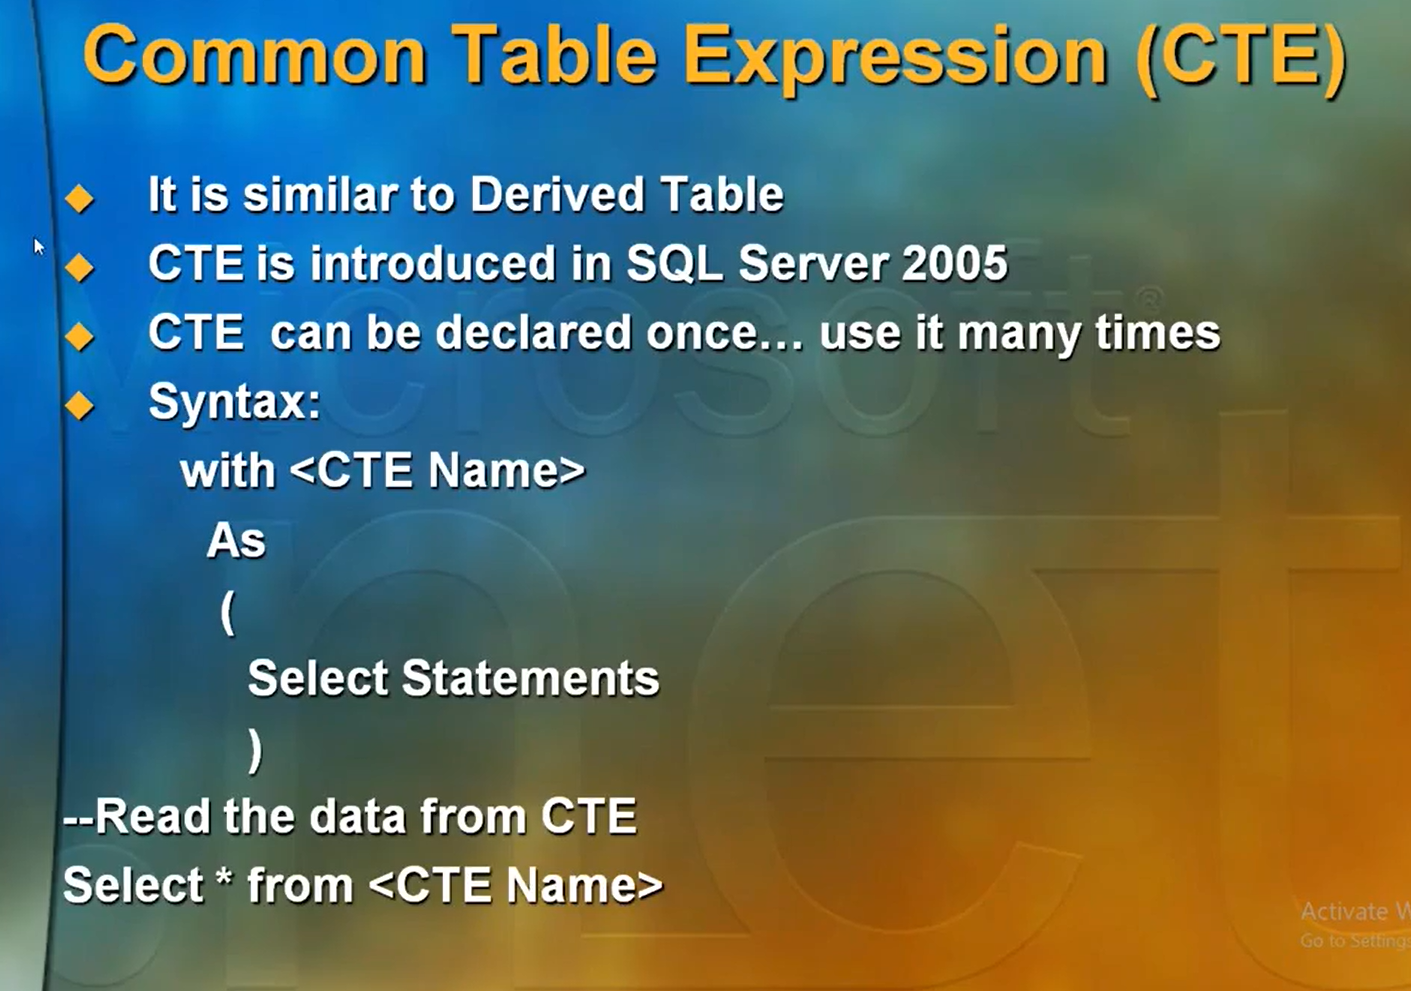 Common Table Expression (CTE)
It is similar to Derived Table
CTE is introduced in SQL Server 2005
CTE can be declared once... use it many times
Syntax:
with <CTE Name>
As
(
Select Statements
)
--Read the data from CTE
Select * from <CTE Name>
Microsoft®
.net
Activate W
Go to Settings